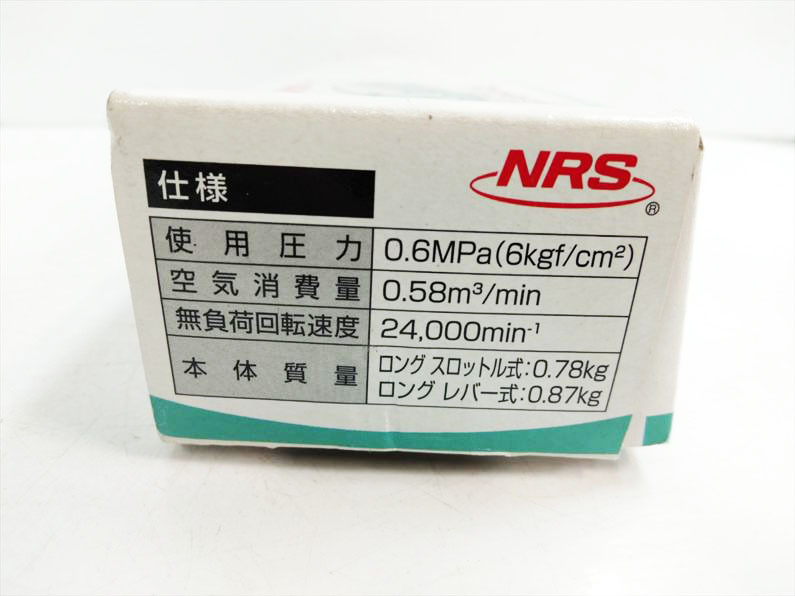 仕様
NRS
®
使用圧力 0.6MPa(6kgf/cm²)
空気消費量 0.58m³/min
無負荷回転速度 24,000min⁻¹
本体質量 ロング スロットル式:0.78kg
ロング レバー式:0.87kg